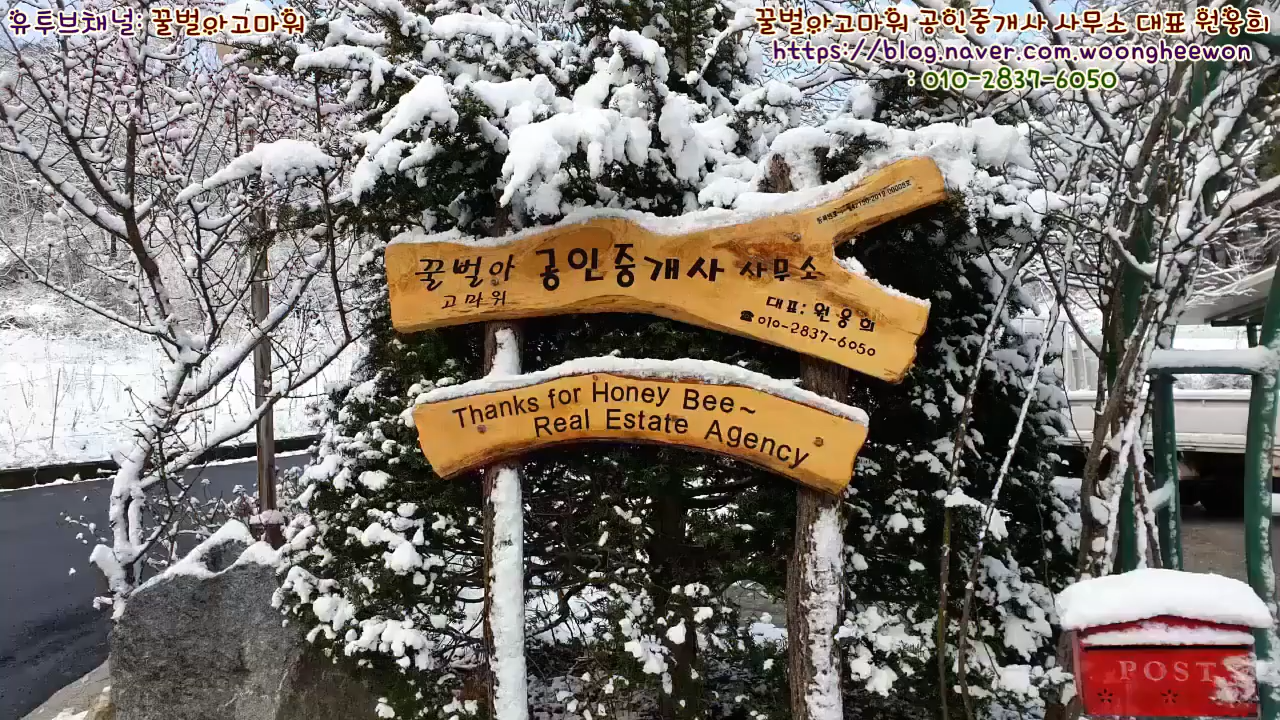 유투브채널: 꿀벌아고마워
꿀벌아고마워 공인중개사 사무소 대표 원웅희
https://blog.naver.com.woongheewon
: 010-2837-6050
꿀벌아 공인중개사 사무소
고마워
대표: 원웅희
☎010-2837-6050
Thanks for Honey Bee~
Real Estate Agency
POST